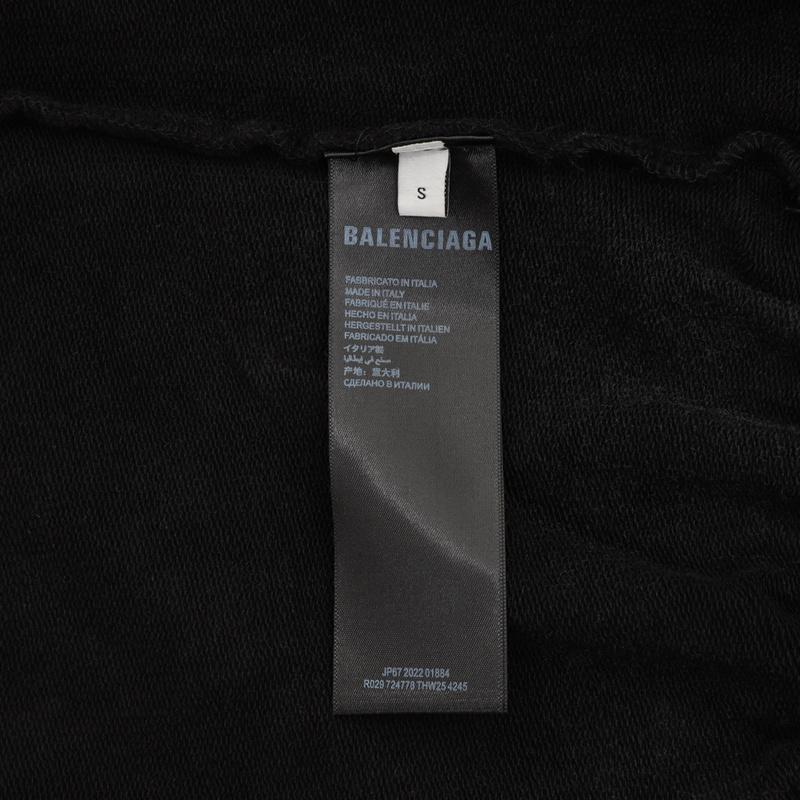 S
BALENCIAGA
FABBRICATO IN ITALIA
MADE IN ITALY
FABRIQUÉ EN ITALIE
HECHO EN ITALIA
HERGESTELLT IN ITALIEN
FABRICADO EM ITÁLIA
イタリア製
صنع في إيطاليا
产地：意大利
СДЕЛАНО В ИТАЛИИ
JP67 2022 01884
R029 724778 THW25 4245